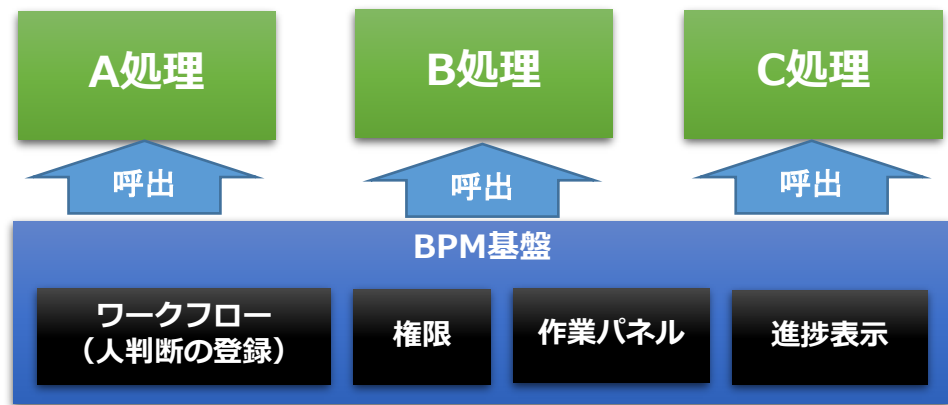 A処理
B処理
C処理
呼出
呼出
呼出
BPM基盤
ワークフロー
（人判断の登録）
権限
作業パネル
進捗表示